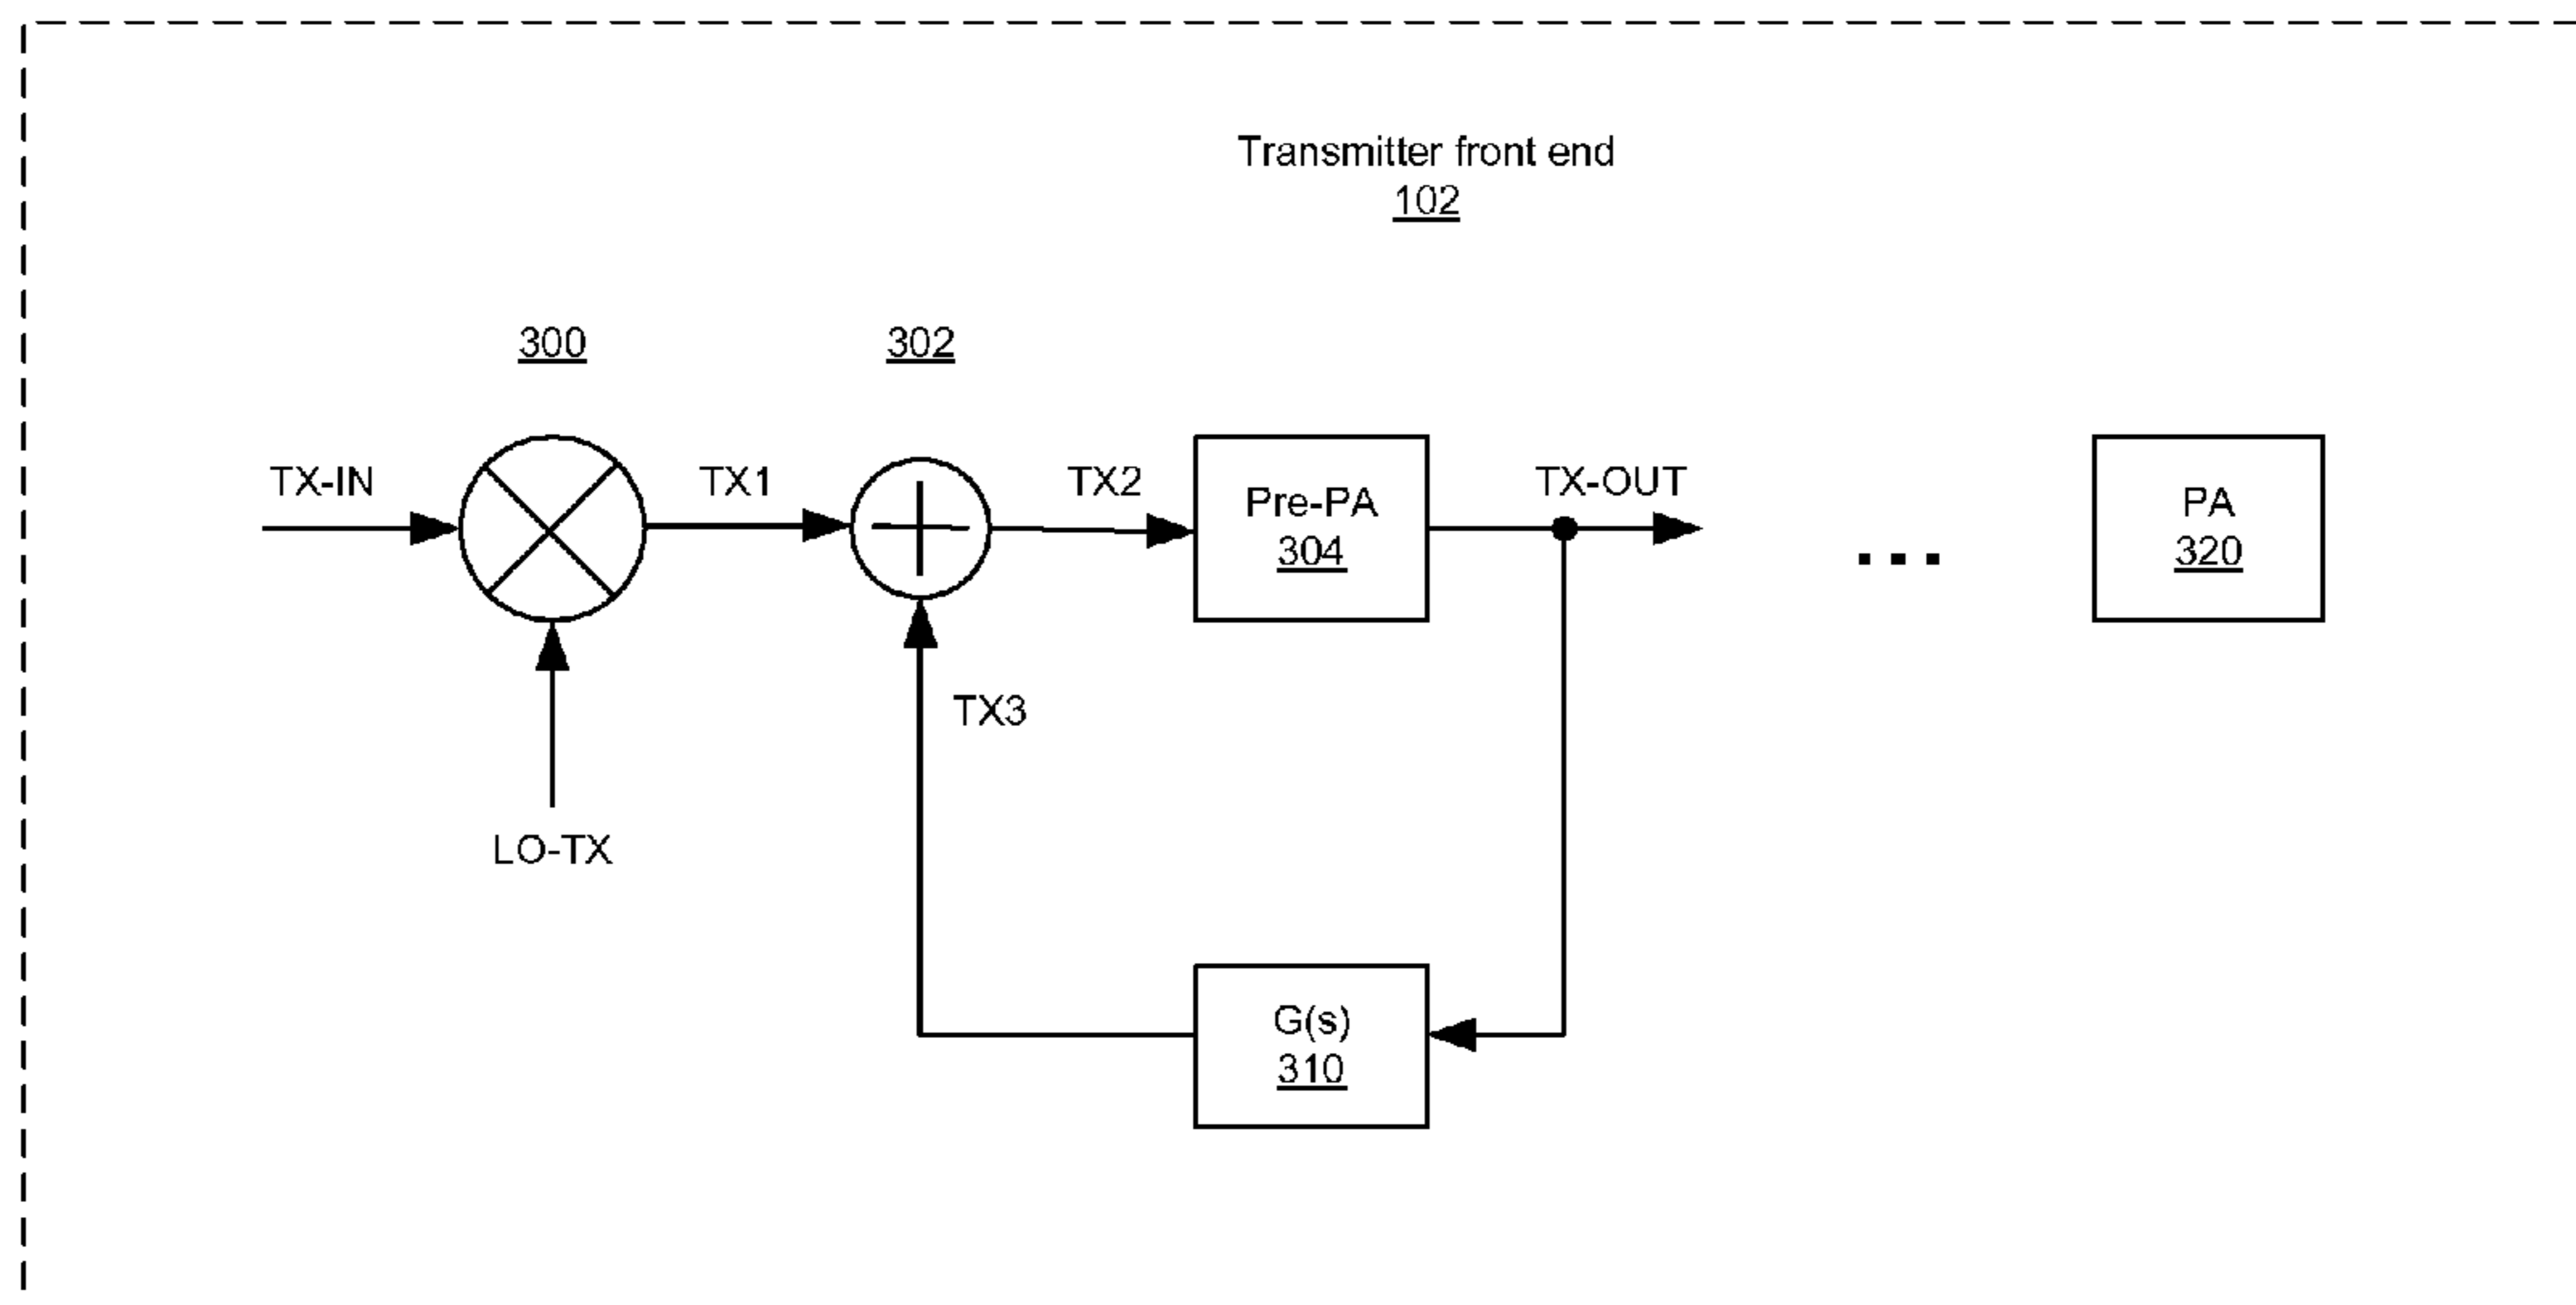 Transmitter front end
102
300
302
TX-IN
TX1
TX2
Pre-PA
304
TX-OUT
...
PA
320
TX3
LO-TX
G(s)
310